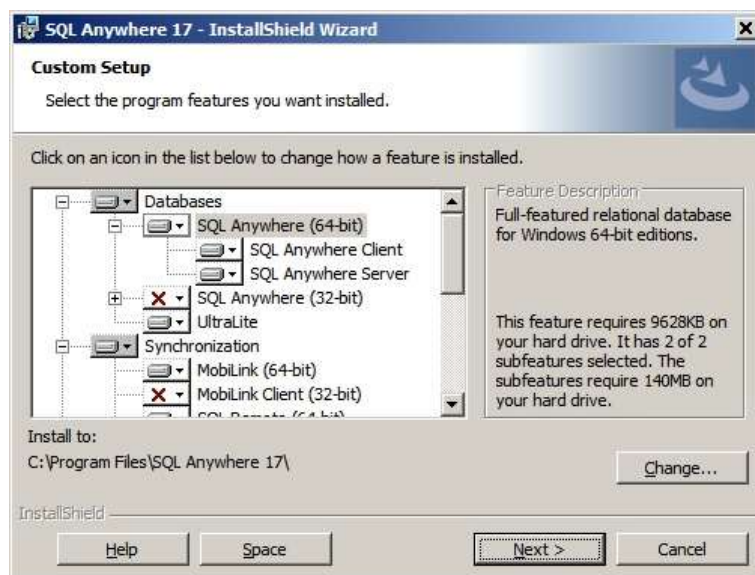 SQL Anywhere 17 - InstallShield Wizard
Custom Setup
Select the program features you want installed.
Click on an icon in the list below to change how a feature is installed.
Databases
SQL Anywhere (64-bit)
SQL Anywhere Client
SQL Anywhere Server
SQL Anywhere (32-bit)
UltraLite
Synchronization
MobiLink (64-bit)
MobiLink Client (32-bit)
SQL Remote (64-bit)
Feature Description
Full-featured relational database
for Windows 64-bit editions.
This feature requires 9628KB on
your hard drive. It has 2 of 2
subfeatures selected. The
subfeatures require 140MB on
your hard drive.
Install to:
C:\Program Files\SQL Anywhere 17\
Change...
InstallShield
Help
Space
Next >
Cancel